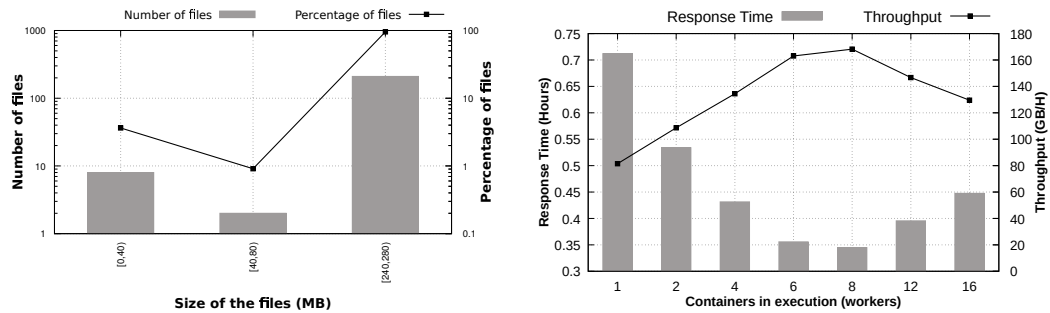 Number of files
Percentage of files
1000
100
10
1
100
10
1
0.1
Number of files
Percentage of files
[0,40)
[40,80)
[240,280)
Size of the files (MB)
Response Time
Throughput
0.75
0.7
0.65
0.6
0.55
0.5
0.45
0.4
0.35
0.3
180
160
140
120
100
80
60
40
20
0
Response Time (Hours)
Throughput (GB/H)
1 2 4 6 8 12 16
Containers in execution (workers)